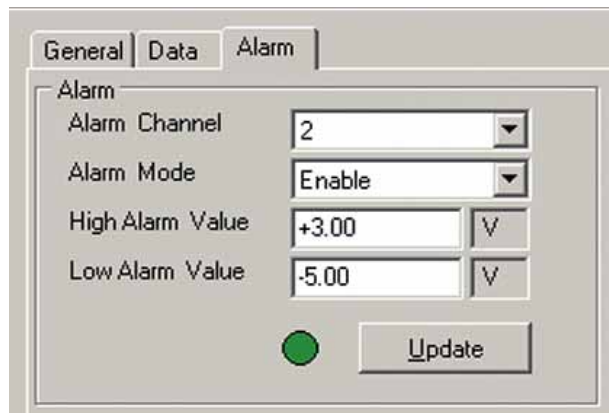 General Data Alarm
Alarm
Alarm Channel 2
Alarm Mode Enable
High Alarm Value +3.00 V
Low Alarm Value -5.00 V
Update